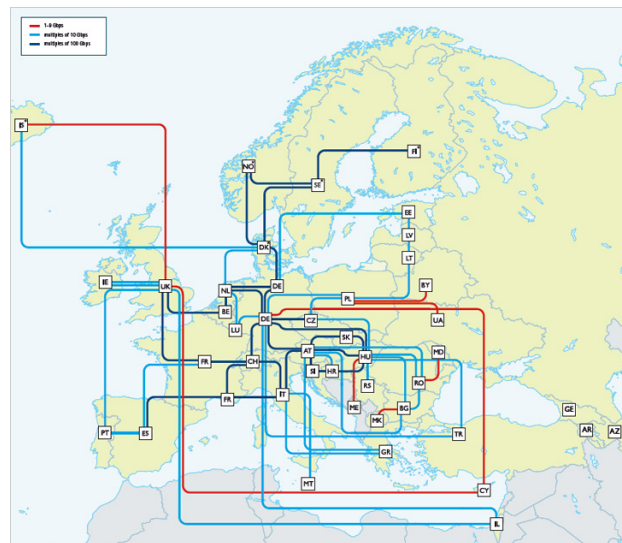 1-9 Gbps
multiples of 10 Gbps
multiples of 100 Gbps
IS*
NO*
SE*
FI*
DK*
EE
LV
LT
IE
UK
NL
DE
BE
LU
DE
PL
BY
CZ
UA
SK
FR
CH
AT
HU
MD
SI
HR
RS
RO
FR
IT
ME
MK
BG
GE
PT
ES
TR
AR
AZ
GR
MT
CY
IL